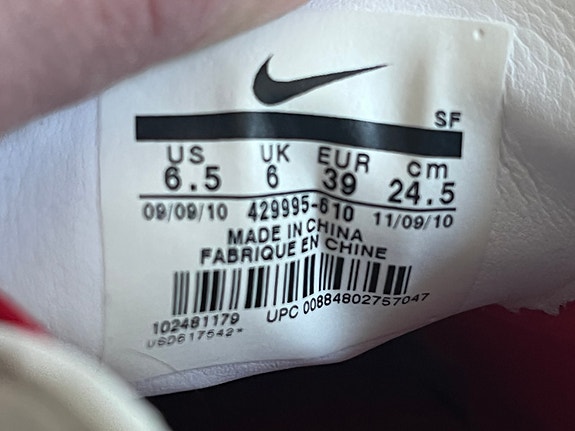 SF
US UK EUR cm
6.5 6 39 24.5
09/09/10 429995-610 11/09/10
MADE IN CHINA
FABRIQUE EN CHINE
102481179 UPC 00884802757047
USD617542*